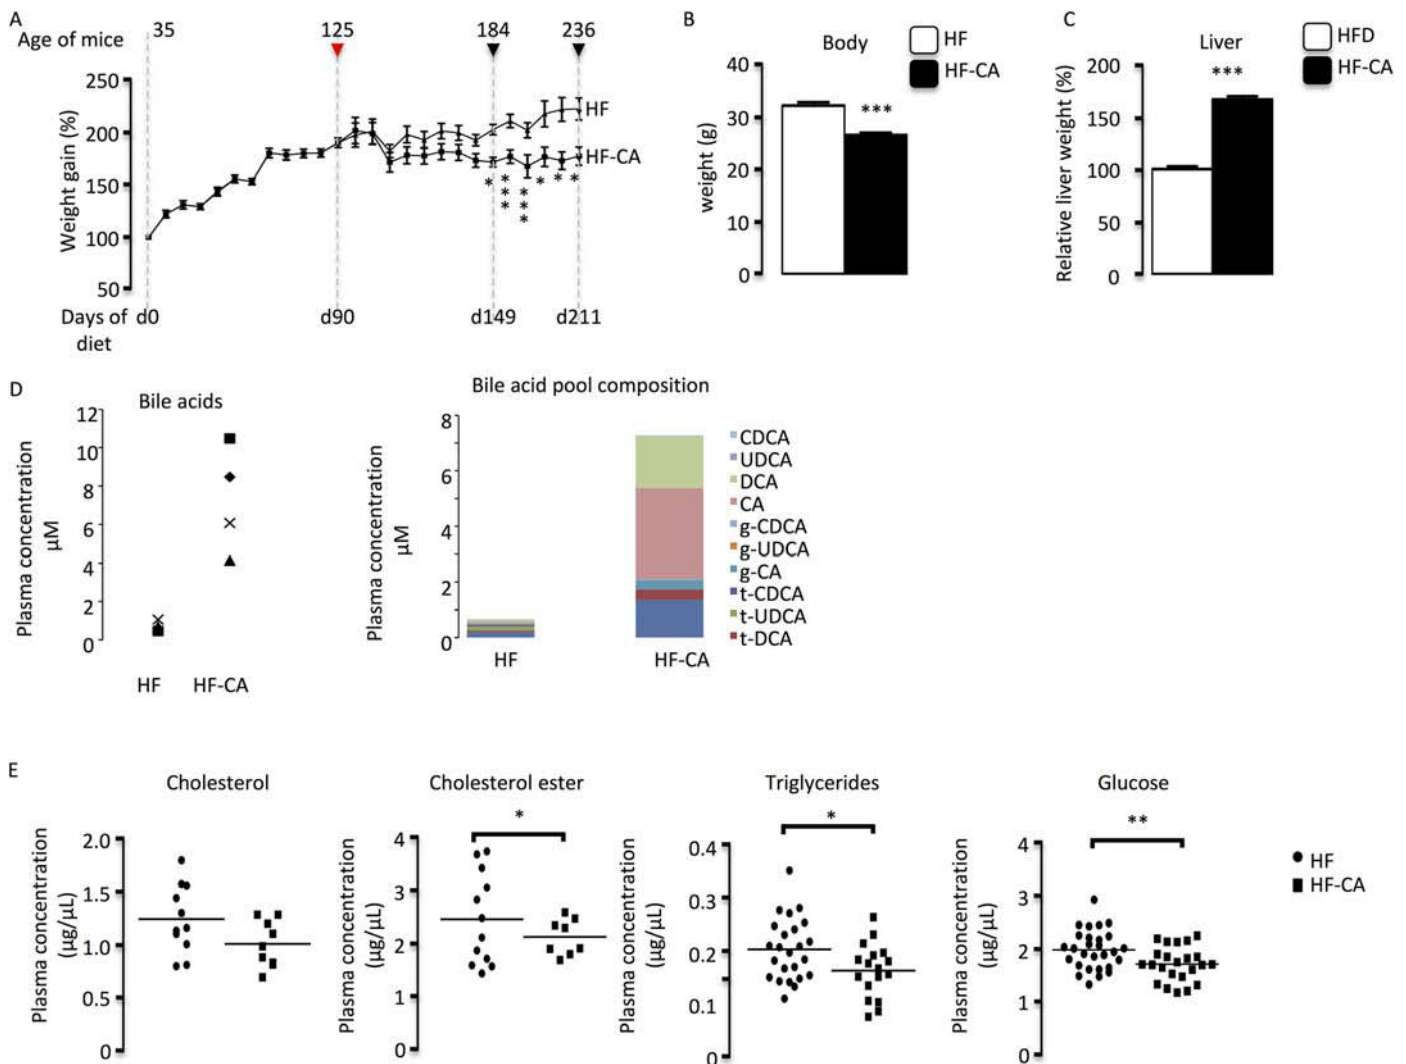 A
Age of mice
35
125
184
236
250
200
150
100
50
Weight gain (%)
HF
HF-CA
*
***
***
*
*
*
Days of
diet
d0
d90
d149
d211
B
Body
HF
HF-CA
weight (g)
40
30
20
10
0
***
C
Liver
HFD
HF-CA
Relative liver weight (%)
200
150
100
50
0
***
D
Bile acids
Plasma concentration
µM
12
10
8
6
4
2
0
HF
HF-CA
Bile acid pool composition
Plasma concentration
µM
8
6
4
2
0
HF
HF-CA
CDCA
UDCA
DCA
CA
g-CDCA
g-UDCA
g-CA
t-CDCA
t-UDCA
t-DCA
E
Cholesterol
Plasma concentration
(µg/µL)
2.0
1.5
1.0
0.5
0
Cholesterol ester
Plasma concentration
(µg/µL)
4
3
2
1
0
*
Triglycerides
Plasma concentration
(µg/µL)
0.4
0.3
0.2
0.1
0
*
Glucose
Plasma concentration
(µg/µL)
4
3
2
1
0
**
HF
HF-CA